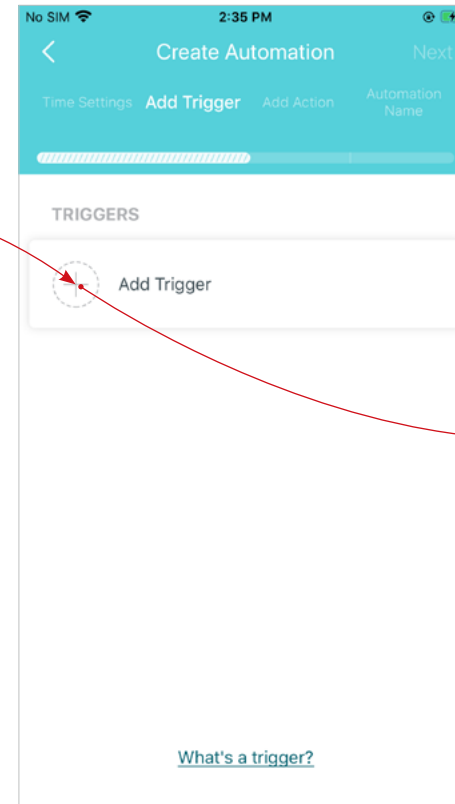 No SIM 2:35 PM
Create Automation Next
Time Settings Add Trigger Add Action Automation
Name
TRIGGERS
Add Trigger
What's a trigger?